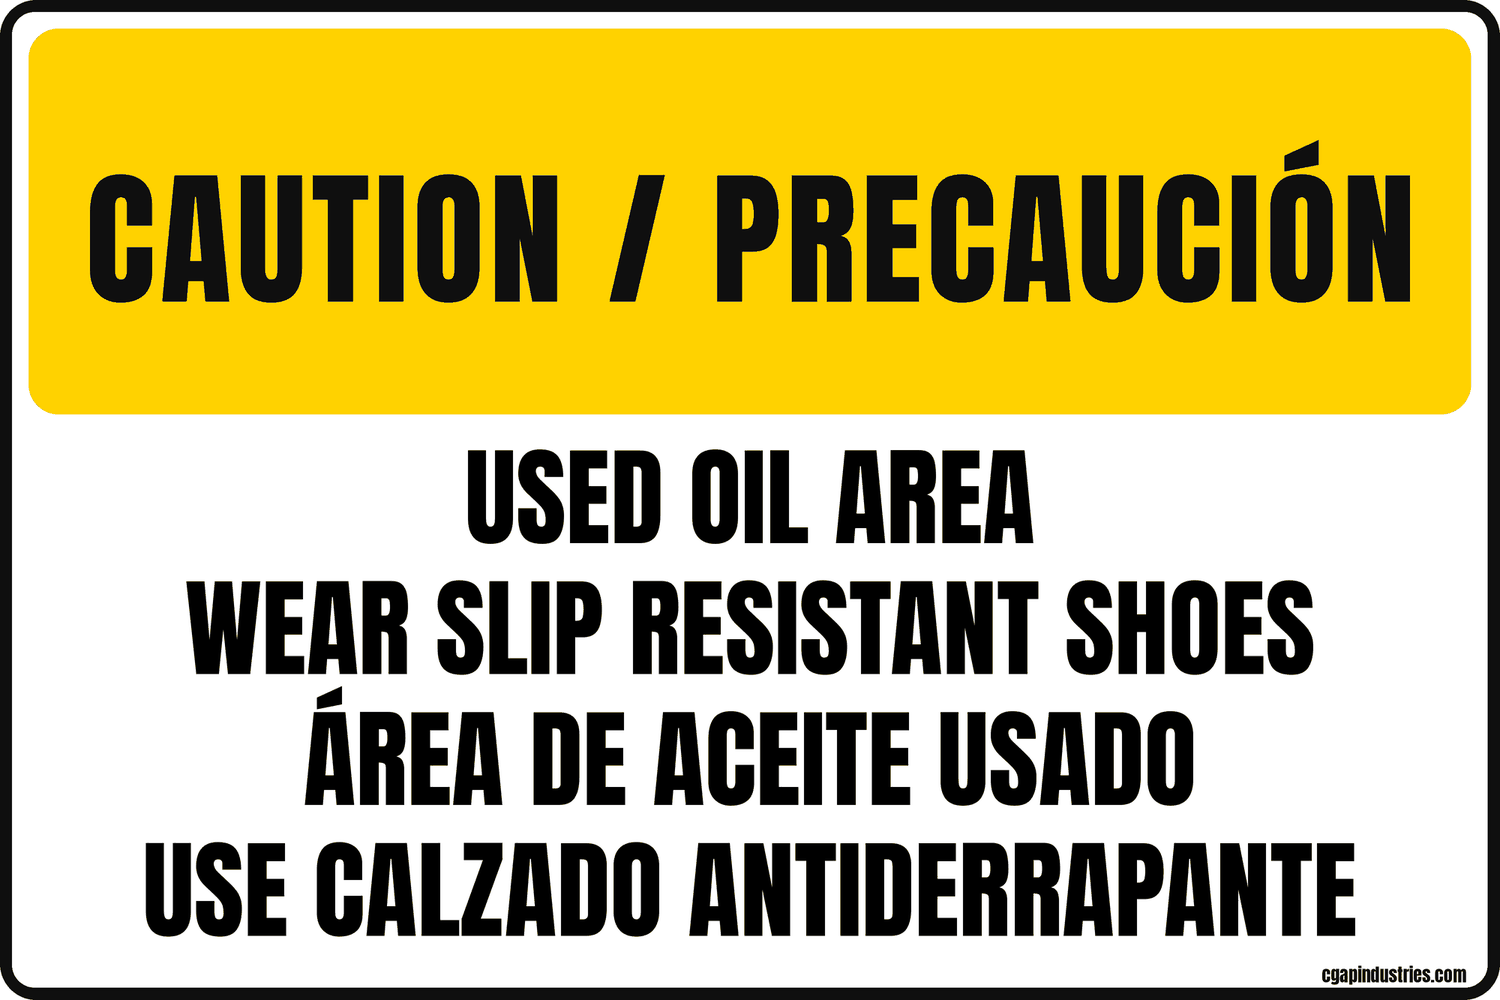 CAUTION / PRECAUCIÓN
USED OIL AREA
WEAR SLIP RESISTANT SHOES
ÁREA DE ACEITE USADO
USE CALZADO ANTIDERRAPANTE
cgapindustries.com